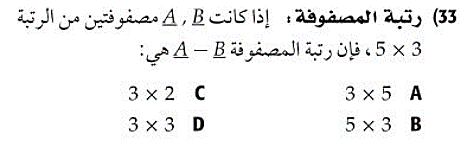 33) رتبة المصفوفة: إذا كانت A , B مصفوفتين من الرتبة
5 × 3 ، فإن رتبة المصفوفة A − B هي:
A 3 × 5 C 3 × 2
B 5 × 3 D 3 × 3